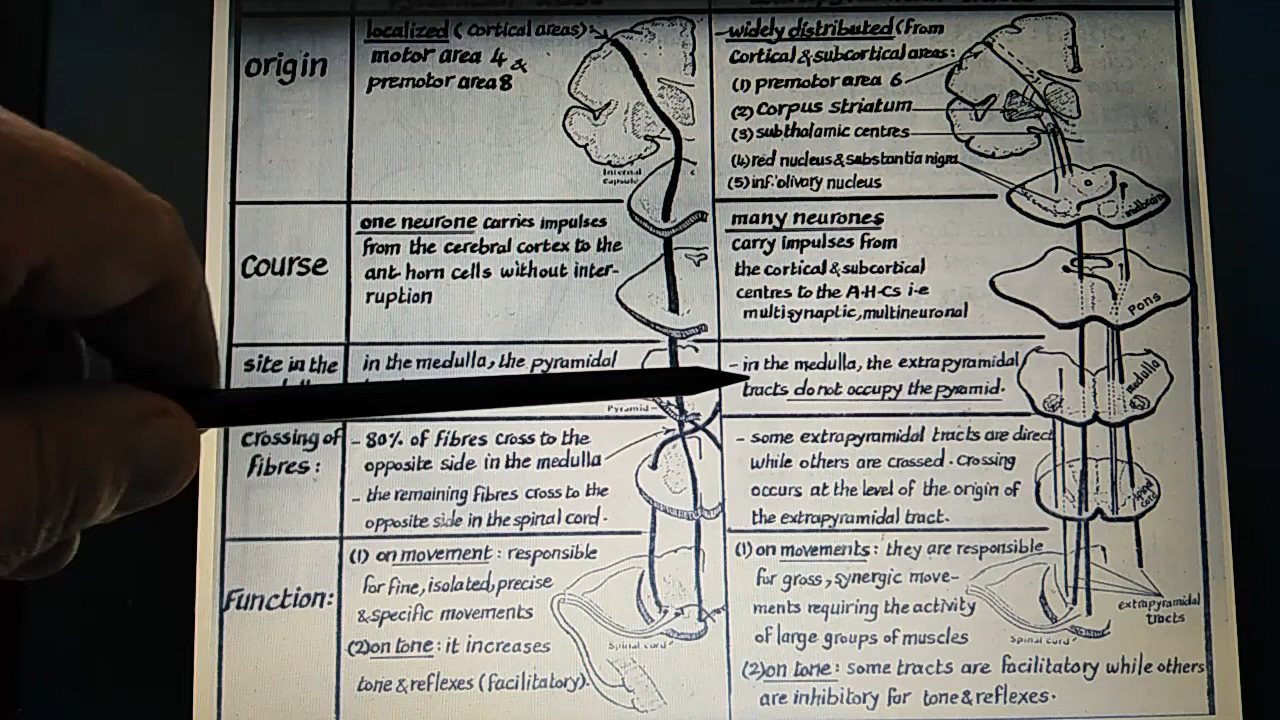 origin
localized (Cortical areas):
motor area 4 &
premotor area 8
Internal
Capsule
-widely distributed (from
Cortical & subcortical areas:
(1) premotor area 6
(2) Corpus striatum
(3) subthalamic centres
(4) red nucleus & substantia nigra
(5) inf. olivary nucleus
midbrain
Course
one neurone carries impulses
from the cerebral cortex to the
ant. horn cells without inter-
ruption
many neurones
carry impulses from
the cortical & subcortical
centres to the A.H.Cs i.e
multisynaptic, multineuronal
Pons
site in the
in the medulla, the pyramidal
Pyramid
- in the medulla, the extrapyramidal
tracts do not occupy the pyramid.
medulla
Crossing of
fibres:
- 80% of fibres cross to the
opposite side in the medulla
- the remaining fibres cross to the
opposite side in the spinal cord.
- some extrapyramidal tracts are direct
while others are crossed. Crossing
occurs at the level of the origin of
the extrapyramidal tract.
Spinal
cord
Function:
(1) on movement: responsible
for fine, isolated, precise
& specific movements
(2) on tone: it increases
tone & reflexes (facilitatory).
Spinal cord
(1) on movements: they are responsible
for gross, synergic move-
ments requiring the activity
of large groups of muscles
(2) on tone: some tracts are facilitatory while others
are inhibitory for tone & reflexes.
extrapyramidal
tracts
Spinal cord